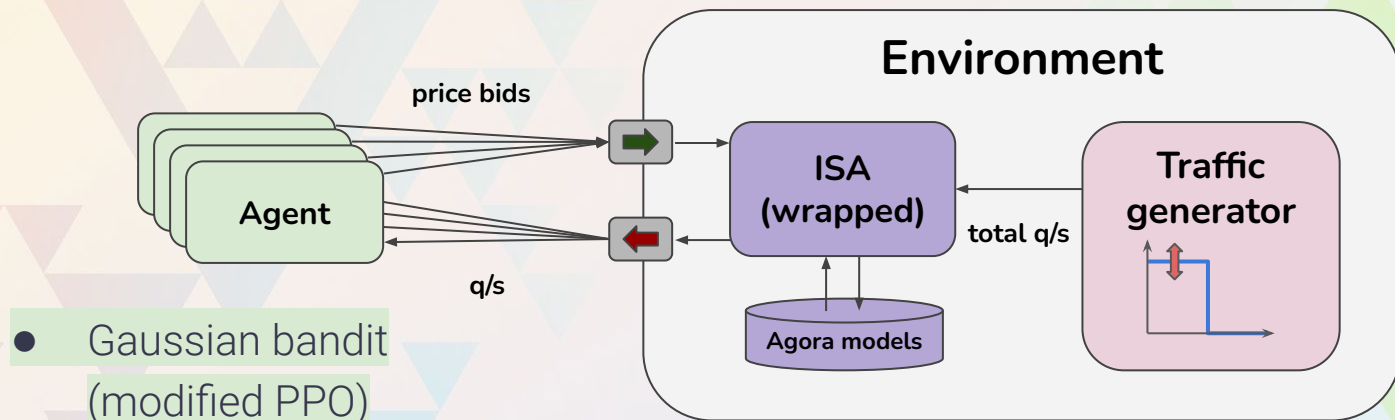 Environment
price bids
ISA
(wrapped)
Traffic
generator
Agent
total q/s
q/s
Agora models
● Gaussian bandit
(modified PPO)